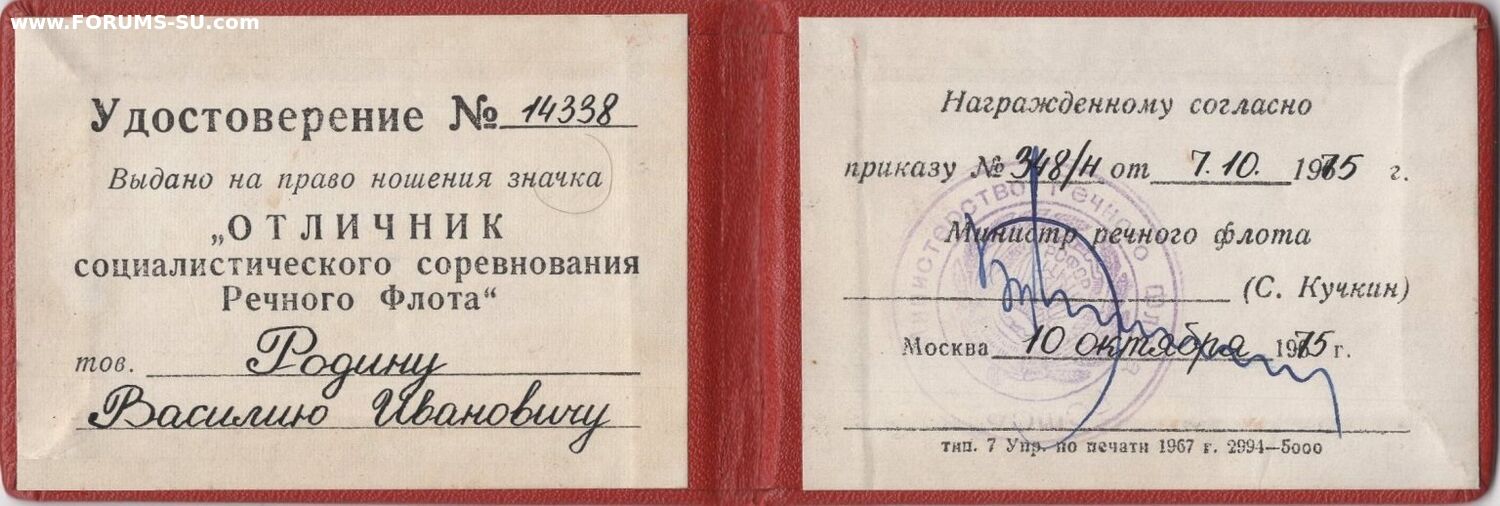 www.FORUMS-SU.com
Удостоверение № 14338
Выдано на право ношения значка
„ОТЛИЧНИК
социалистического соревнования
Речного Флота“
тов. Родину
Василию Ивановичу
Награжденному согласно
приказу № 348/н от 7.10. 1975 г.
Министр речного флота
(С. Кучкин)
Москва 10 октября 1975 г.
тип. 7 Упр. по печати 1967 г. 2994—5000
Министерство Речного